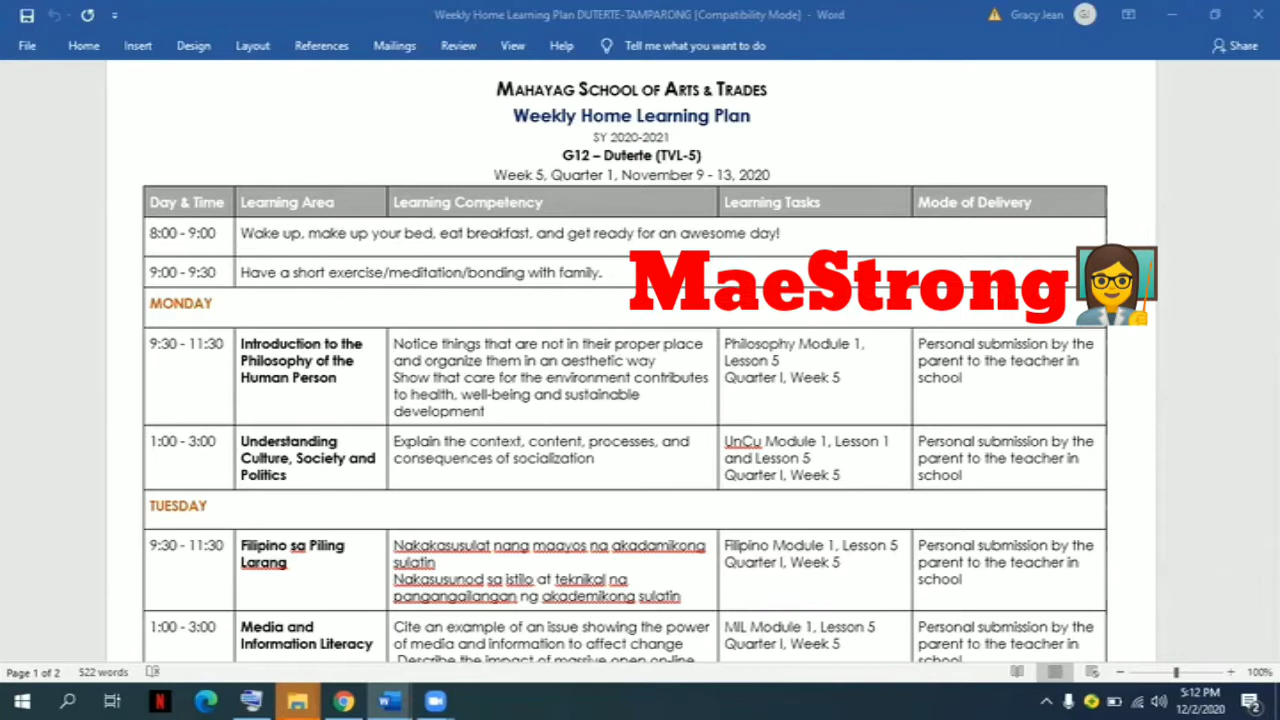 Weekly Home Learning Plan DUTERTE-TAMPARONG [Compatibility Mode] - Word
Gracy Jean
GJ
File Home Insert Design Layout References Mailings Review View Help Tell me what you want to do Share
MAHAYAG SCHOOL OF ARTS & TRADES
Weekly Home Learning Plan
SY 2020-2021
G12 – Duterte (TVL-5)
Week 5, Quarter 1, November 9 - 13, 2020
Day & Time Learning Area Learning Competency Learning Tasks Mode of Delivery
8:00 - 9:00 Wake up, make up your bed, eat breakfast, and get ready for an awesome day!
9:00 - 9:30 Have a short exercise/meditation/bonding with family.
MaeStrong
MONDAY
9:30 - 11:30 Introduction to the Notice things that are not in their proper place Philosophy Module 1, Personal submission by the
Philosophy of the and organize them in an aesthetic way Lesson 5 parent to the teacher in
Human Person Show that care for the environment contributes Quarter I, Week 5 school
to health, well-being and sustainable
development
1:00 - 3:00 Understanding Explain the context, content, processes, and UnCu Module 1, Lesson 1 Personal submission by the
Culture, Society and consequences of socialization and Lesson 5 parent to the teacher in
Politics Quarter I, Week 5 school
TUESDAY
9:30 - 11:30 Filipino sa Piling Nakakasusulat nang maayos na akadamikong Filipino Module 1, Lesson 5 Personal submission by the
Larang sulatin Quarter I, Week 5 parent to the teacher in
Nakasusunod sa istilo at teknikal na school
pangangailangan ng akademikong sulatin
1:00 - 3:00 Media and Cite an example of an issue showing the power MIL Module 1, Lesson 5 Personal submission by the
Information Literacy of media and information to affect change Quarter I, Week 5 parent to the teacher in
Describe the impact of massive open on-line school
Page 1 of 2 522 words 100%
5:12 PM
12/2/2020
2